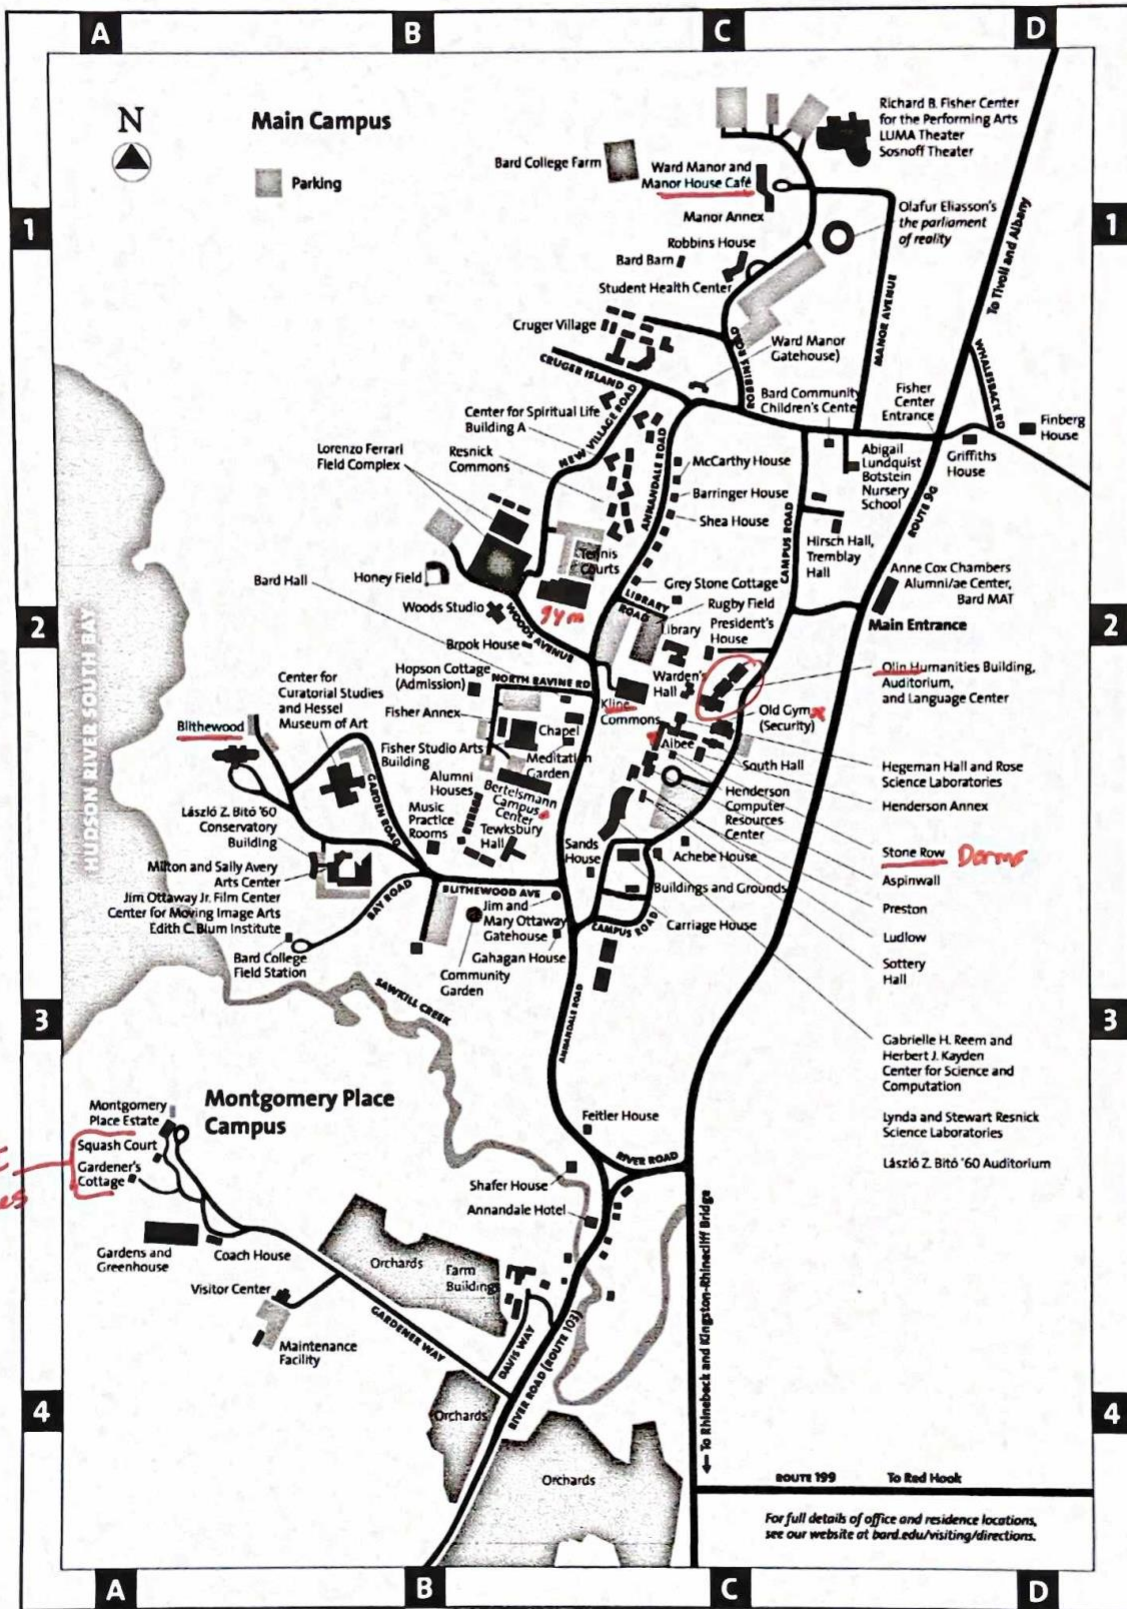 A
B
C
D
N
Main Campus
Parking
Richard B. Fisher Center
for the Performing Arts
LUMA Theater
Sosnoff Theater
Bard College Farm
Ward Manor and
Manor House Café
Manor Annex
1
1
Olafur Eliasson's
the parliament
of reality
Robbins House
Bard Barn
Student Health Center
To Tivoli and Albany
MANOR AVENUE
Cruger Village
ROBBINS ROAD
Ward Manor
Gatehouse)
WHALESBACK RD
CRUGER ISLAND
Bard Community
Children's Cente
Fisher
Center
Entrance
Finberg
House
Center for Spiritual Life
Building A
NEW VILLAGE ROAD
Griffiths
House
Lorenzo Ferrari
Field Complex
Resnick
Commons
ANNANDALE ROAD
McCarthy House
Barringer House
Shea House
Abigail
Lundquist
Botstein
Nursery
School
ROUTE 9G
CAMPUS ROAD
Hirsch Hall,
Tremblay
Hall
Tennis
Courts
Anne Cox Chambers
Alumni/ae Center,
Bard MAT
Bard Hall
Honey Field
Grey Stone Cottage
Woods Studio
gym
LIBRARY
ROAD
Rugby Field
2
2
Main Entrance
WOODS AVENUE
Brook House
Library
President's
House
HUDSON RIVER SOUTH BAY
Hopson Cottage
(Admission)
NORTH RAVINE RD
Warden's
Hall
Olin Humanities Building,
Auditorium,
and Language Center
Center for
Curatorial Studies
and Hessel
Museum of Art
Kline
Commons
Blithewood
Fisher Annex
Chapel
Old Gym
(Security)
Albee
Fisher Studio Arts
Building
Meditatin
Garden
South Hall
Hegeman Hall and Rose
Science Laboratories
Alumni
Houses
Bertelsmann
Campus
Center
Henderson
Computer
Resources
Center
Henderson Annex
GARDEN ROAD
László Z. Bitó '60
Conservatory
Building
Music
Practice
Rooms
Tewksbury
Hall
Sands
House
Achebe House
Stone Row
Dorms
Milton and Sally Avery
Arts Center
Jim Ottaway Jr. Film Center
Center for Moving Image Arts
Edith C. Blum Institute
Aspinwall
BAY ROAD
BLITHEWOOD AVE
Buildings and Grounds
Jim and
Mary Ottaway
Gatehouse
Preston
Carriage House
CAMPUS ROAD
Ludlow
Bard College
Field Station
Gahagan House
Sottery
Hall
Community
Garden
SAWKILL CREEK
3
3
ANNANDALE ROAD
Gabrielle H. Reem and
Herbert J. Kayden
Center for Science and
Computation
Montgomery Place
Campus
Montgomery
Place Estate
Feitler House
Lynda and Stewart Resnick
Science Laboratories
Squash Court
Gardener's
Cottage
RIVER ROAD
László Z. Bitó '60 Auditorium
Shafer House
Annandale Hotel
Gardens and
Greenhouse
Coach House
Orchards
Farm
Buildings
Visitor Center
GARDENER WAY
Maintenance
Facility
DAVIS WAY
RIVER ROAD (ROUTE 103)
To Rhinebeck and Kingston-Rhinecliff Bridge
4
4
Orchards
Orchards
ROUTE 199
To Red Hook
For full details of office and residence locations,
see our website at bard.edu/visiting/directions.
A
B
C
D